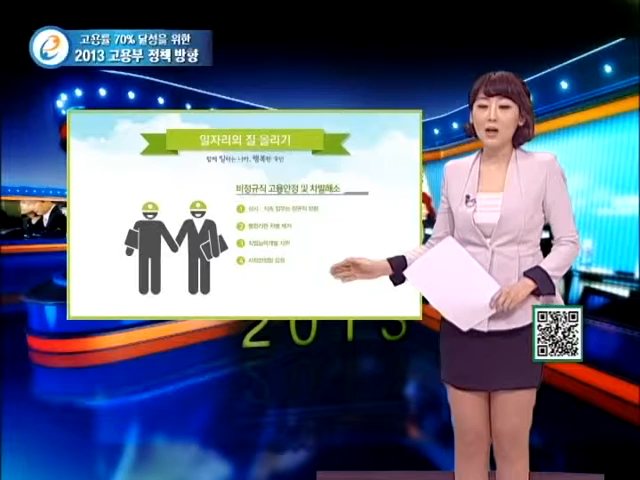 고용률 70% 달성을 위한
2013 고용부 정책 방향
일자리의 질 올리기
함께 일하는 나라, 행복한 국민
비정규직 고용안정 및 차별해소
1 상시·지속 업무는 정규직 전환
2 불합리한 차별 해소
3 직업능력개발 지원
4 사회안전망 강화
2013